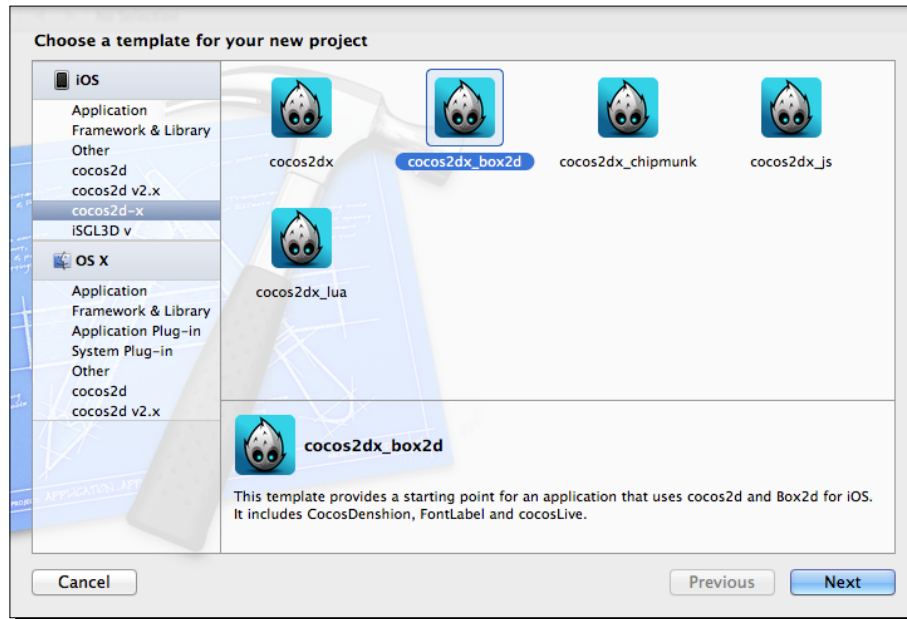 Choose a template for your new project
iOS
Application
Framework & Library
Other
cocos2d
cocos2d v2.x
cocos2d-x
iSGL3D v
OS X
Application
Framework & Library
Application Plug-in
System Plug-in
Other
cocos2d
cocos2d v2.x
cocos2dx
cocos2dx_box2d
cocos2dx_chipmunk
cocos2dx_js
cocos2dx_lua
cocos2dx_box2d
This template provides a starting point for an application that uses cocos2d and Box2d for iOS.
It includes CocosDenshion, FontLabel and cocosLive.
Cancel
Previous
Next